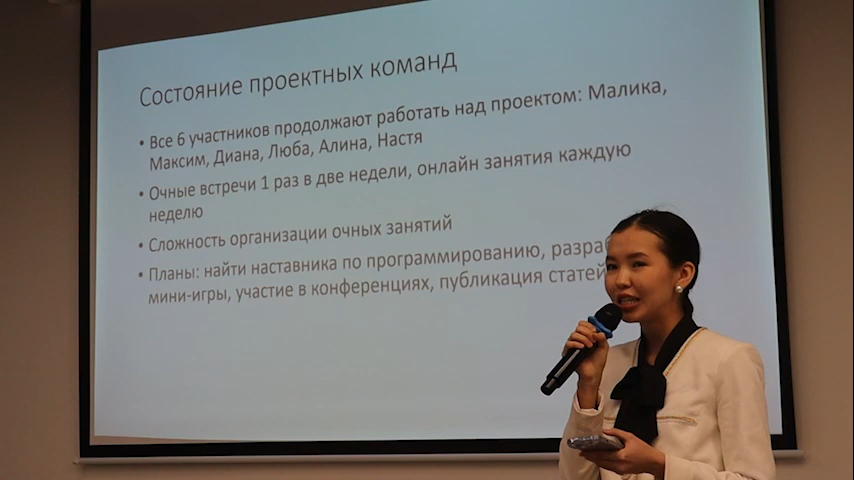 Состояние проектных команд
• Все 6 участников продолжают работать над проектом: Малика,
Максим, Диана, Люба, Алина, Настя
• Очные встречи 1 раз в две недели, онлайн занятия каждую
неделю
• Сложность организации очных занятий
• Планы: найти наставника по программированию,
мини-игры, участие в конференциях, публикация статей